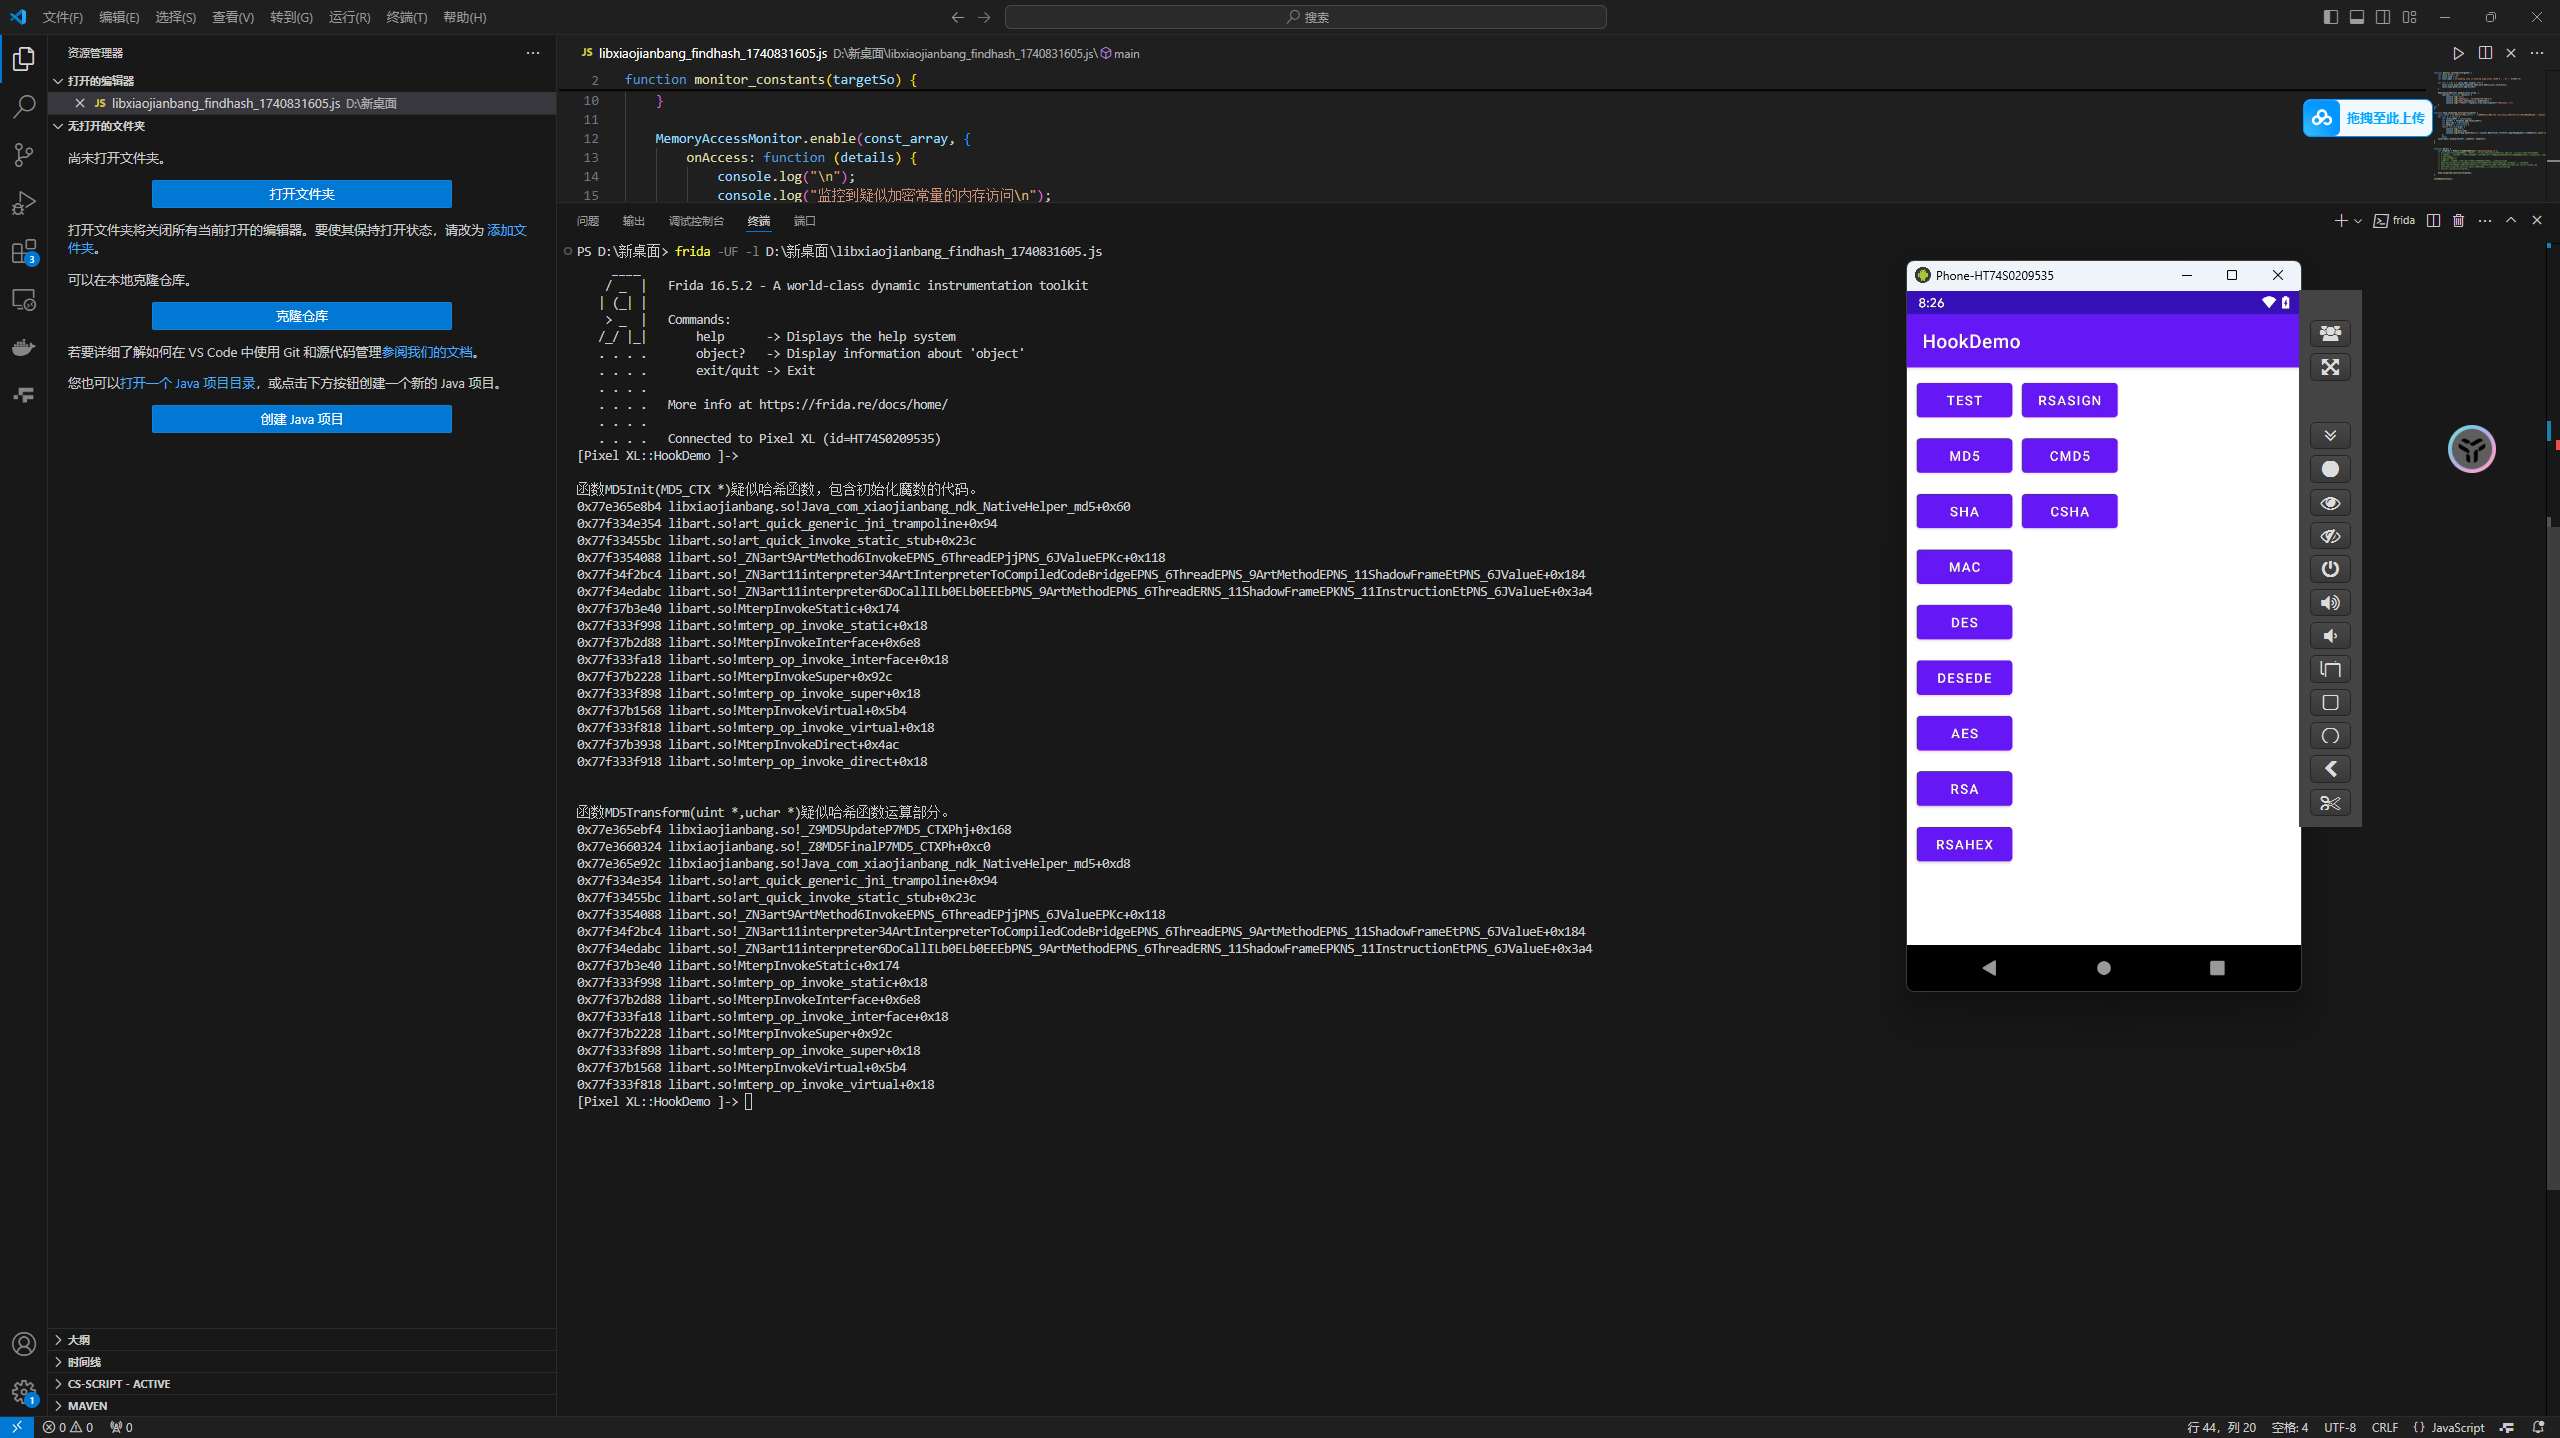 文件(F) 编辑(E) 选择(S) 查看(V) 转到(G) 运行(R) 终端(T) 帮助(H)
搜索
资源管理器
打开的编辑器
JS libxiaojianbang_findhash_1740831605.js D:\新桌面
无打开的文件夹
尚未打开文件夹。
打开文件夹
打开文件夹将关闭所有当前打开的编辑器。要使其保持打开状态，请改为 添加文
件夹。
可以在本地克隆仓库。
克隆仓库
若要详细了解如何在 VS Code 中使用 Git 和源代码管理参阅我们的文档。
您也可以打开一个 Java 项目目录，或点击下方按钮创建一个新的 Java 项目。
创建 Java 项目
3
大纲
时间线
CS-SCRIPT - ACTIVE
MAVEN
1
JS libxiaojianbang_findhash_1740831605.js D:\新桌面\libxiaojianbang_findhash_1740831605.js\ main
2 function monitor_constants(targetSo) {
10 }
11
12 MemoryAccessMonitor.enable(const_array, {
13 onAccess: function (details) {
14 console.log("\n");
15 console.log("监控到疑似加密常量的内存访问\n");
拖拽至此上传
问题 输出 调试控制台 终端 端口
frida
PS D:\新桌面> frida -UF -l D:\新桌面\libxiaojianbang_findhash_1740831605.js
____
/ _  |   Frida 16.5.2 - A world-class dynamic instrumentation toolkit
| (_| |
> _  |   Commands:
/_/ |_|       help      -> Displays the help system
. . . .       object?   -> Display information about 'object'
. . . .       exit/quit -> Exit
. . . .
. . . .   More info at https://frida.re/docs/home/
. . . .
. . . .   Connected to Pixel XL (id=HT74S0209535)
[Pixel XL::HookDemo ]->
函数MD5Init(MD5_CTX *)疑似哈希函数，包含初始化魔数的代码。
0x77e365e8b4 libxiaojianbang.so!Java_com_xiaojianbang_ndk_NativeHelper_md5+0x60
0x77f334e354 libart.so!art_quick_generic_jni_trampoline+0x94
0x77f33455bc libart.so!art_quick_invoke_static_stub+0x23c
0x77f3354088 libart.so!_ZN3art9ArtMethod6InvokeEPNS_6ThreadEPjjPNS_6JValueEPKc+0x118
0x77f34f2bc4 libart.so!_ZN3art11interpreter34ArtInterpreterToCompiledCodeBridgeEPNS_6ThreadEPNS_9ArtMethodEPNS_11ShadowFrameEtPNS_6JValueE+0x184
0x77f34edabc libart.so!_ZN3art11interpreter6DoCallILb0ELb0EEEbPNS_9ArtMethodEPNS_6ThreadERNS_11ShadowFrameEPKNS_11InstructionEtPNS_6JValueE+0x3a4
0x77f37b3e40 libart.so!MterpInvokeStatic+0x174
0x77f333f998 libart.so!mterp_op_invoke_static+0x18
0x77f37b2d88 libart.so!MterpInvokeInterface+0x6e8
0x77f333fa18 libart.so!mterp_op_invoke_interface+0x18
0x77f37b2228 libart.so!MterpInvokeSuper+0x92c
0x77f333f898 libart.so!mterp_op_invoke_super+0x18
0x77f37b1568 libart.so!MterpInvokeVirtual+0x5b4
0x77f333f818 libart.so!mterp_op_invoke_virtual+0x18
0x77f37b3938 libart.so!MterpInvokeDirect+0x4ac
0x77f333f918 libart.so!mterp_op_invoke_direct+0x18
函数MD5Transform(uint *,uchar *)疑似哈希函数运算部分。
0x77e365ebf4 libxiaojianbang.so!_Z9MD5UpdateP7MD5_CTXPhj+0x168
0x77e3660324 libxiaojianbang.so!_Z8MD5FinalP7MD5_CTXPh+0xc0
0x77e365e92c libxiaojianbang.so!Java_com_xiaojianbang_ndk_NativeHelper_md5+0xd8
0x77f334e354 libart.so!art_quick_generic_jni_trampoline+0x94
0x77f33455bc libart.so!art_quick_invoke_static_stub+0x23c
0x77f3354088 libart.so!_ZN3art9ArtMethod6InvokeEPNS_6ThreadEPjjPNS_6JValueEPKc+0x118
0x77f34f2bc4 libart.so!_ZN3art11interpreter34ArtInterpreterToCompiledCodeBridgeEPNS_6ThreadEPNS_9ArtMethodEPNS_11ShadowFrameEtPNS_6JValueE+0x184
0x77f34edabc libart.so!_ZN3art11interpreter6DoCallILb0ELb0EEEbPNS_9ArtMethodEPNS_6ThreadERNS_11ShadowFrameEPKNS_11InstructionEtPNS_6JValueE+0x3a4
0x77f37b3e40 libart.so!MterpInvokeStatic+0x174
0x77f333f998 libart.so!mterp_op_invoke_static+0x18
0x77f37b2d88 libart.so!MterpInvokeInterface+0x6e8
0x77f333fa18 libart.so!mterp_op_invoke_interface+0x18
0x77f37b2228 libart.so!MterpInvokeSuper+0x92c
0x77f333f898 libart.so!mterp_op_invoke_super+0x18
0x77f37b1568 libart.so!MterpInvokeVirtual+0x5b4
0x77f333f818 libart.so!mterp_op_invoke_virtual+0x18
[Pixel XL::HookDemo ]->
Phone-HT74S0209535
8:26
HookDemo
TEST RSASIGN
MD5 CMD5
SHA CSHA
MAC
DES
DESEDE
AES
RSA
RSAHEX
0 0 0
行 44，列 20 空格: 4 UTF-8 CRLF {} JavaScript